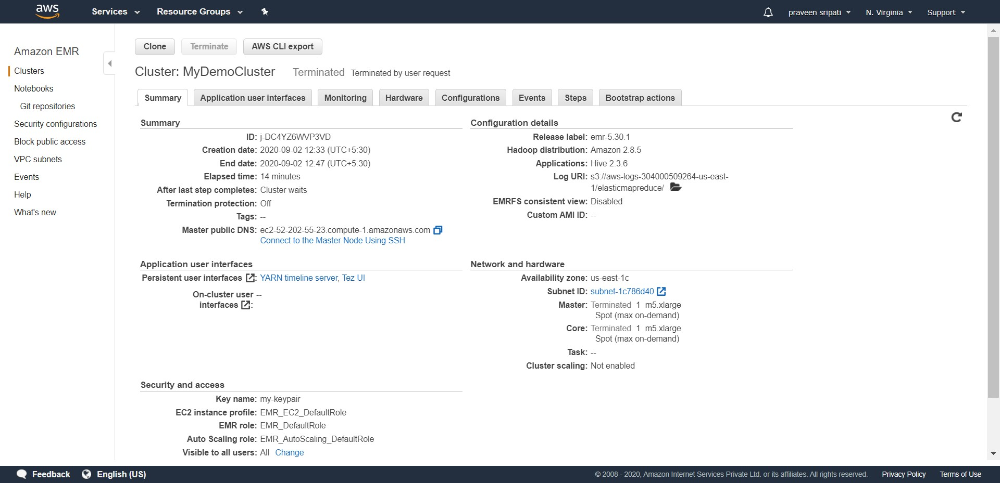 aws Services Resource Groups praveen sripati N. Virginia Support
Amazon EMR
Clusters
Notebooks
Git repositories
Security configurations
Block public access
VPC subnets
Events
Help
What's new
Clone Terminate AWS CLI export
Cluster: MyDemoCluster Terminated Terminated by user request
Summary Application user interfaces Monitoring Hardware Configurations Events Steps Bootstrap actions
Summary
ID: j-DC4YZ6WVP3VD
Creation date: 2020-09-02 12:33 (UTC+5:30)
End date: 2020-09-02 12:47 (UTC+5:30)
Elapsed time: 14 minutes
After last step completes: Cluster waits
Termination protection: Off
Tags: --
Master public DNS: ec2-52-202-55-23.compute-1.amazonaws.com
Connect to the Master Node Using SSH
Configuration details
Release label: emr-5.30.1
Hadoop distribution: Amazon 2.8.5
Applications: Hive 2.3.6
Log URI: s3://aws-logs-304000509264-us-east-
1/elasticmapreduce/
EMRFS consistent view: Disabled
Custom AMI ID: --
Application user interfaces
Persistent user interfaces : YARN timeline server, Tez UI
On-cluster user --
interfaces :
Network and hardware
Availability zone: us-east-1c
Subnet ID: subnet-1c786d40
Master: Terminated 1 m5.xlarge
Spot (max on-demand)
Core: Terminated 1 m5.xlarge
Spot (max on-demand)
Task: --
Cluster scaling: Not enabled
Security and access
Key name: my-keypair
EC2 instance profile: EMR_EC2_DefaultRole
EMR role: EMR_DefaultRole
Auto Scaling role: EMR_AutoScaling_DefaultRole
Visible to all users: All Change
Feedback English (US) © 2008 - 2020, Amazon Internet Services Private Ltd. or its affiliates. All rights reserved. Privacy Policy Terms of Use